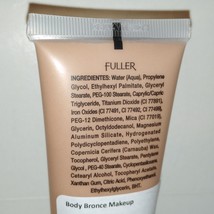 FULLER
INGREDIENTES: Water (Aqua), Propylene
Glycol, Ethylhexyl Palmitate, Glyceryl
Stearate, PEG-100 Stearate, Caprylic/Capric
Triglyceride, Titanium Dioxide (CI 77891),
Iron Oxides (CI 77491, CI 77492, CI 77499),
PEG-12 Dimethicone, Mica (CI 77019),
Glycerin, Octyldodecanol, Magnesium
Aluminum Silicate, Hydrogenated
Polydicyclopentadiene, Polyethylene,
Copernicia Cerifera (Carnauba) Wax,
Tocopherol, Glyceryl Stearate, Propylene
Glycol, PEG-40 Stearate,
Cetearyl Alcohol, Tocopheryl Acetate
Xanthan Gum, Citric Acid,
Ethylhexylglycerin, BHT.
Body Bronce Makeup